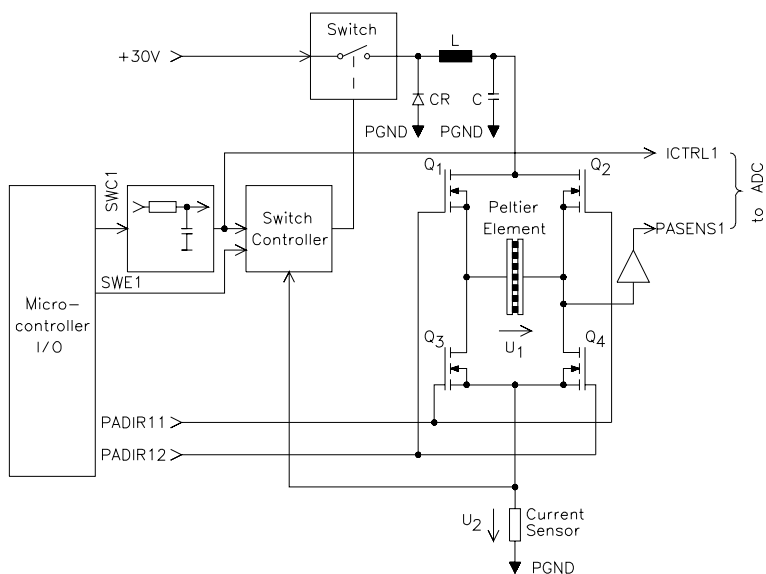 Switch
+30V
L
CR
C
PGND
PGND
ICTRL1
Q1
Q2
SWC1
to ADC
Switch
Controller
Peltier
Element
PASENS1
SWE1
Micro-
controller
I/O
U1
Q3
Q4
PADIR11
PADIR12
U2
Current
Sensor
PGND